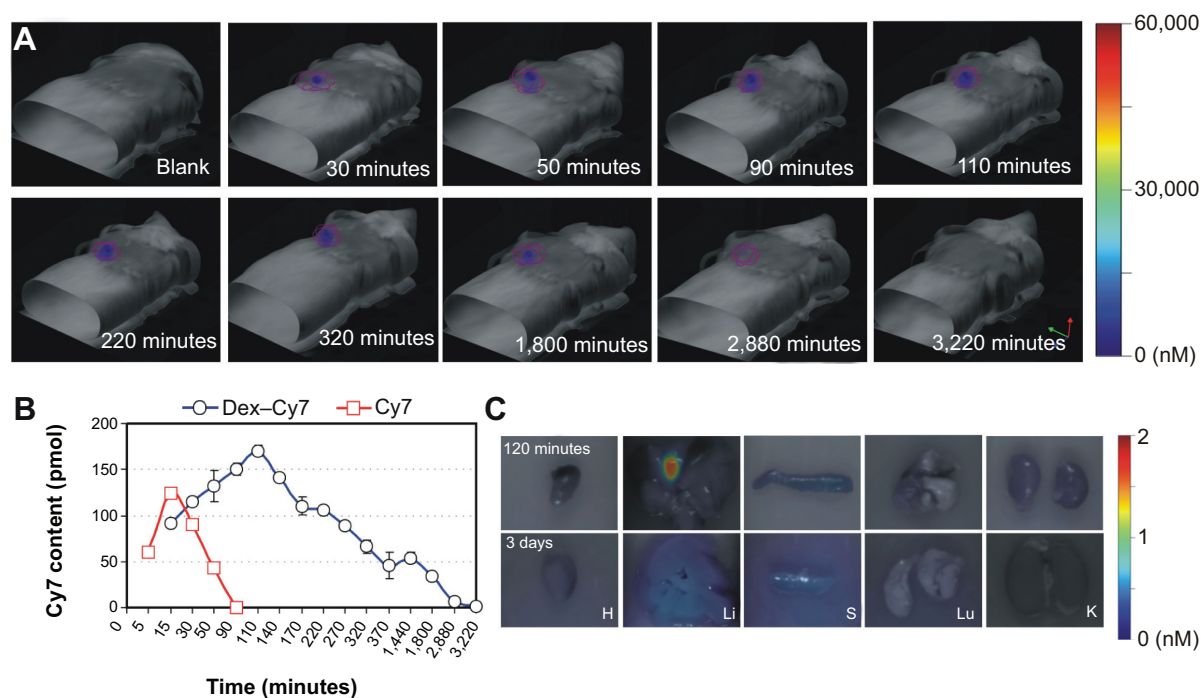 A
Blank
30 minutes
50 minutes
90 minutes
110 minutes
220 minutes
320 minutes
1,800 minutes
2,880 minutes
3,220 minutes
60,000
30,000
0 (nM)
B
Dex–Cy7
Cy7
Cy7 content (pmol)
200
150
100
50
0
0
5
15
30
50
90
110
140
170
220
270
320
370
1,440
1,800
2,880
3,220
Time (minutes)
C
120 minutes
3 days
H
Li
S
Lu
K
2
1
0 (nM)